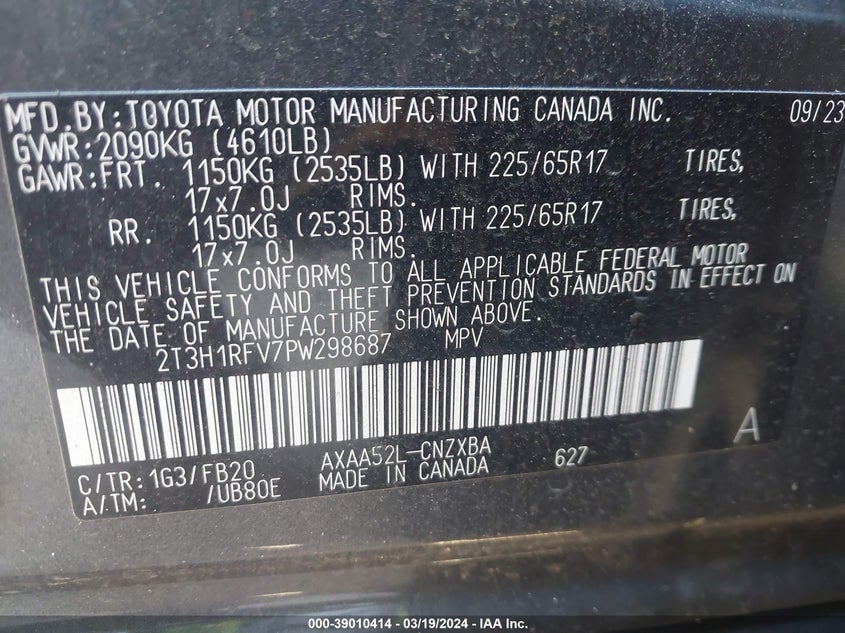 MFD.BY:TOYOTA MOTOR MANUFACTURING CANADA INC. 09/23
GVWR:2090KG (4610LB)
GAWR:FRT. 1150KG (2535LB) WITH 225/65R17 TIRES,
17x7.0J RIMS.
RR. 1150KG (2535LB) WITH 225/65R17 TIRES,
17x7.0J RIMS.
THIS VEHICLE CONFORMS TO ALL APPLICABLE FEDERAL MOTOR
VEHICLE SAFETY AND THEFT PREVENTION STANDARDS IN EFFECT ON
THE DATE OF MANUFACTURE SHOWN ABOVE.
2T3H1RFV7PW298687 MPV
A
C/TR:1G3/FB20 AXAA52L-CNZXBA 627
A/TM: /UB80E MADE IN CANADA
000-39010414 - 03/19/2024 - IAA Inc.